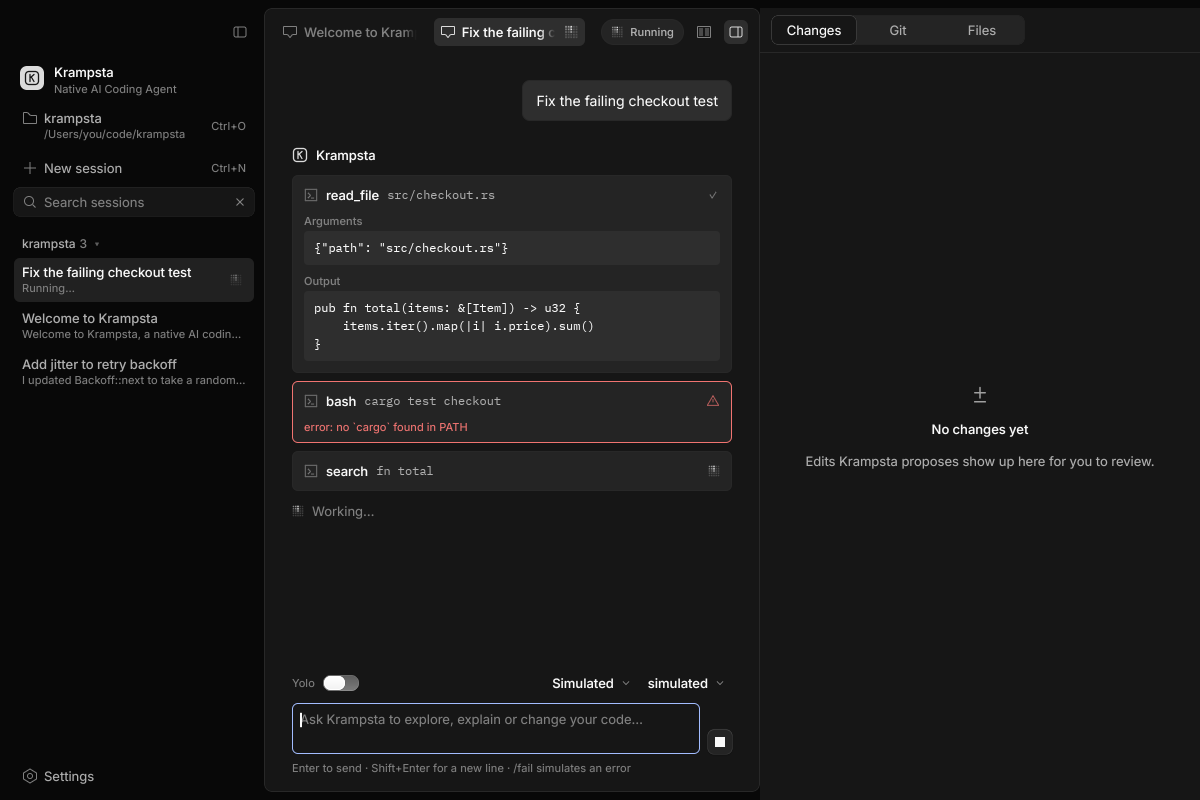 Krampsta
Native AI Coding Agent
krampsta
/Users/you/code/krampsta
Ctrl+O
New session
Ctrl+N
Search sessions
krampsta 3
Fix the failing checkout test
Running...
Welcome to Krampsta
Welcome to Krampsta, a native AI codin...
Add jitter to retry backoff
I updated Backoff::next to take a random...
Settings
Welcome to Kram
Fix the failing c
Running
Fix the failing checkout test
K Krampsta
read_file src/checkout.rs
Arguments
{"path": "src/checkout.rs"}
Output
pub fn total(items: &[Item]) -> u32 {
items.iter().map(|i| i.price).sum()
}
bash cargo test checkout
error: no `cargo` found in PATH
search fn total
Working...
Yolo
Simulated
simulated
Ask Krampsta to explore, explain or change your code...
Enter to send · Shift+Enter for a new line · /fail simulates an error
Changes
Git
Files
No changes yet
Edits Krampsta proposes show up here for you to review.